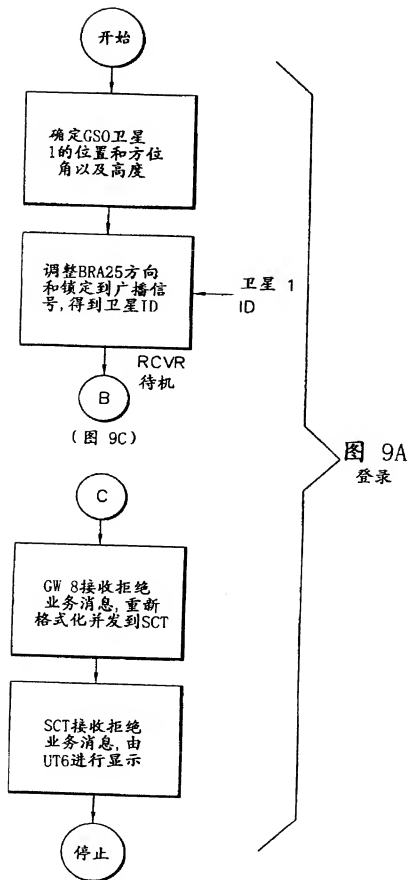 开始
确定GSO卫星
1的位置和方位
角以及高度
调整BRA25方向
和锁定到广播信
号,得到卫星ID
卫星 1
ID
RCVR
待机
B
(图 9C)
图 9A
登录
C
GW 8接收拒绝
业务消息,重新
格式化并发到SCT
SCT接收拒绝
业务消息,由
UT6进行显示
停止